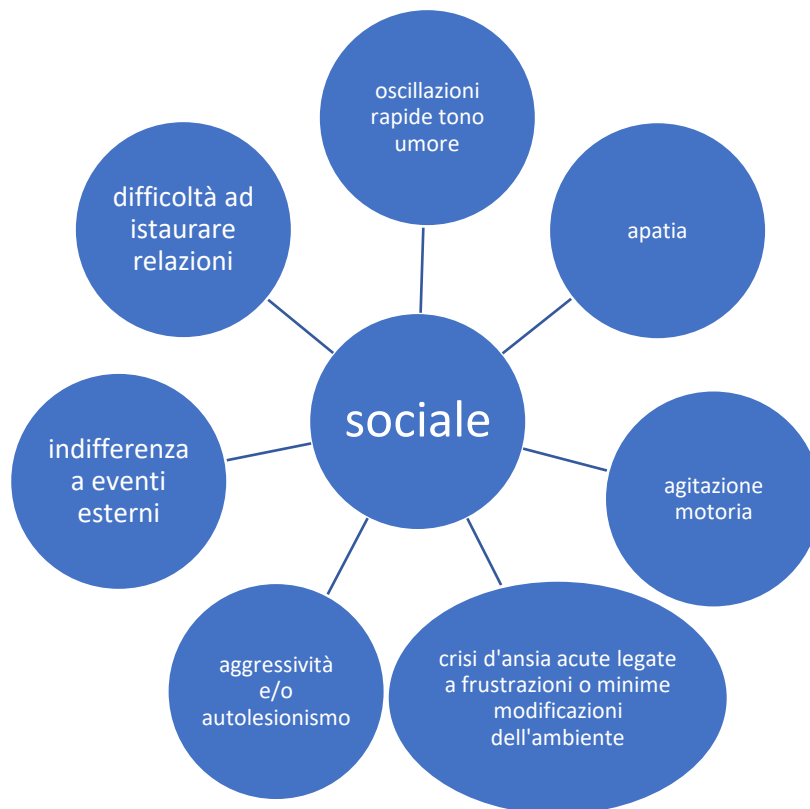 oscillazioni
rapide tono
umore
apatia
agitazione
motoria
crisi d'ansia acute legate
a frustrazioni o minime
modificazioni
dell'ambiente
aggressività
e/o
autolesionismo
indifferenza
a eventi
esterni
difficoltà ad
istaurare
relazioni
sociale